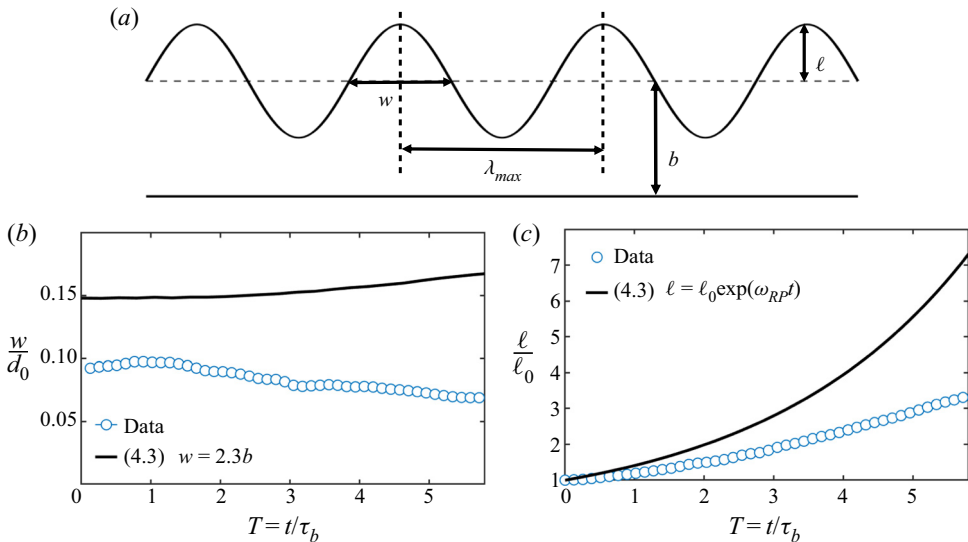 (a)
ℓ
w
b
λmax
(b)
(c)
7
Data
6
(4.3) ℓ = ℓ0exp(ωRPt)
0.15
5
w/d0
0.10
ℓ/ℓ0
4
3
0.05
Data
2
(4.3) w = 2.3b
1
0 1 2 3 4 5
0 1 2 3 4 5
T = t/τb
T = t/τb